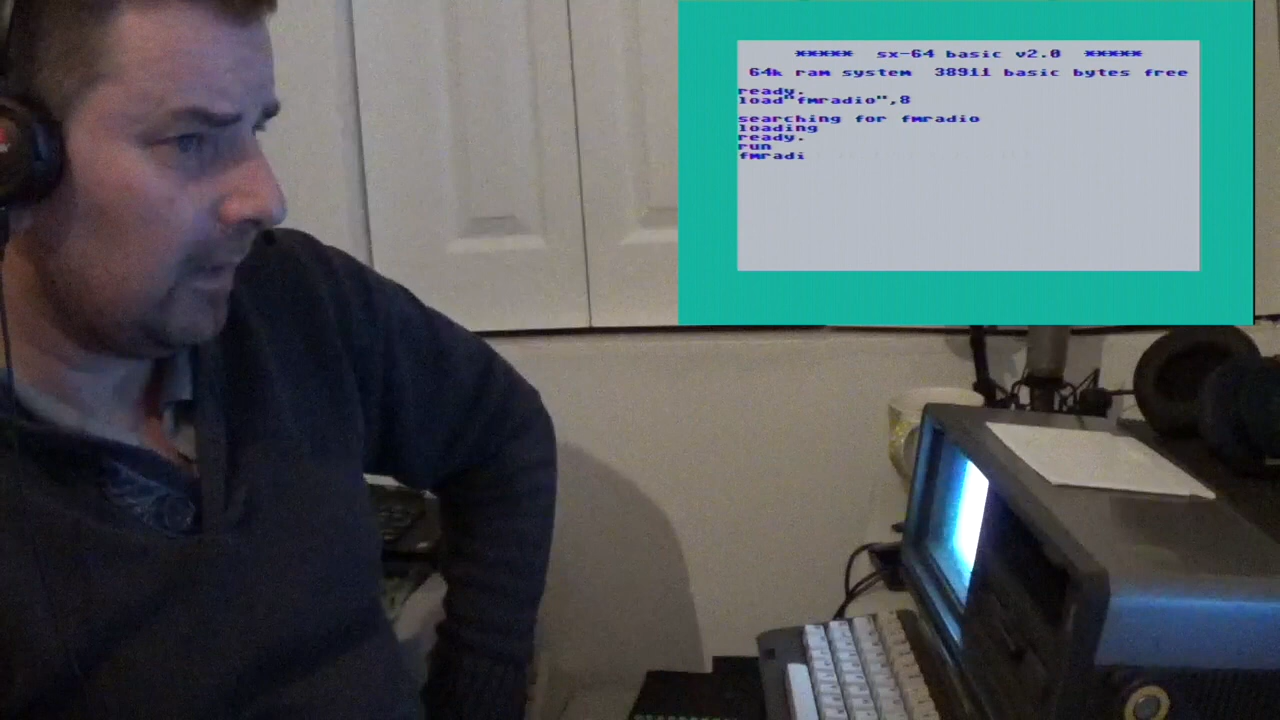 ***** sx-64 basic v2.0 *****
64k ram system 38911 basic bytes free
ready.
load"fmradio",8
searching for fmradio
loading
ready.
run
fmradi